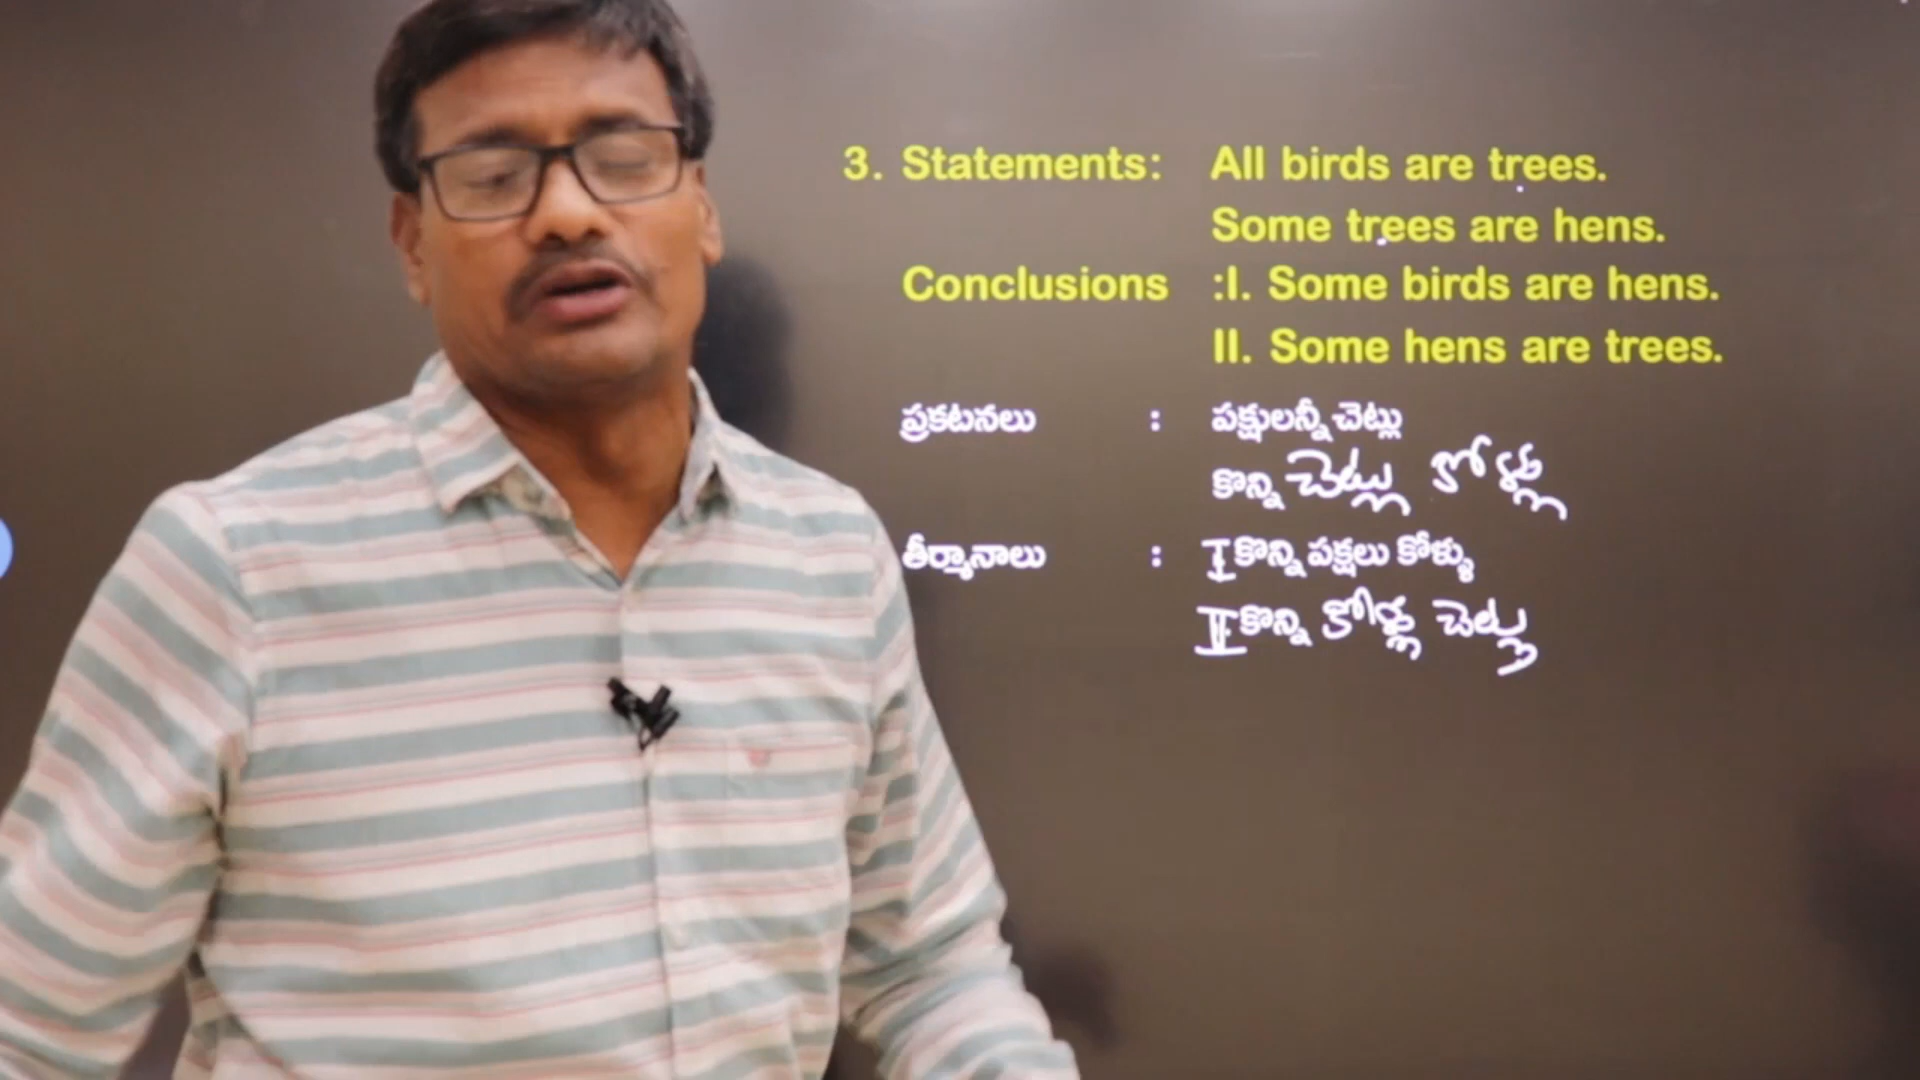 3. Statements: All birds are trees.
Some trees are hens.
Conclusions :I. Some birds are hens.
II. Some hens are trees.
ప్రకటనలు : పక్షులన్నీ చెట్లు
కొన్ని చెట్లు కోళ్లు
తీర్మానాలు : I కొన్ని పక్షలు కోళ్ళు
II కొన్ని కోళ్లు చెట్లు